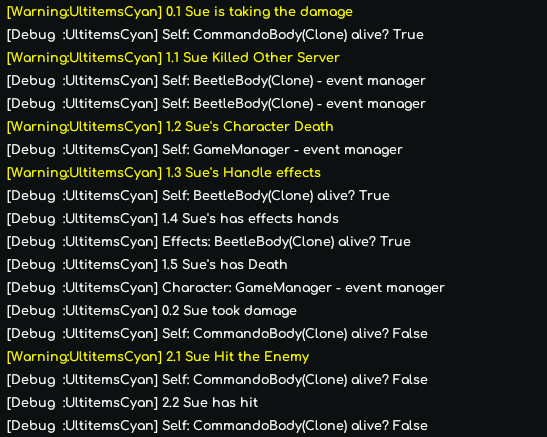 [Warning:UltitemsCyan] 0.1 Sue is taking the damage
[Debug  :UltitemsCyan] Self: CommandoBody(Clone) alive? True
[Warning:UltitemsCyan] 1.1 Sue Killed Other Server
[Debug  :UltitemsCyan] Self: BeetleBody(Clone) - event manager
[Debug  :UltitemsCyan] Self: BeetleBody(Clone) - event manager
[Warning:UltitemsCyan] 1.2 Sue's Character Death
[Debug  :UltitemsCyan] Self: GameManager - event manager
[Warning:UltitemsCyan] 1.3 Sue's Handle effects
[Debug  :UltitemsCyan] Self: BeetleBody(Clone) alive? True
[Debug  :UltitemsCyan] 1.4 Sue's has effects hands
[Debug  :UltitemsCyan] Effects: BeetleBody(Clone) alive? True
[Debug  :UltitemsCyan] 1.5 Sue's has Death
[Debug  :UltitemsCyan] Character: GameManager - event manager
[Debug  :UltitemsCyan] 0.2 Sue took damage
[Debug  :UltitemsCyan] Self: CommandoBody(Clone) alive? False
[Warning:UltitemsCyan] 2.1 Sue Hit the Enemy
[Debug  :UltitemsCyan] Self: CommandoBody(Clone) alive? False
[Debug  :UltitemsCyan] 2.2 Sue has hit
[Debug  :UltitemsCyan] Self: CommandoBody(Clone) alive? False